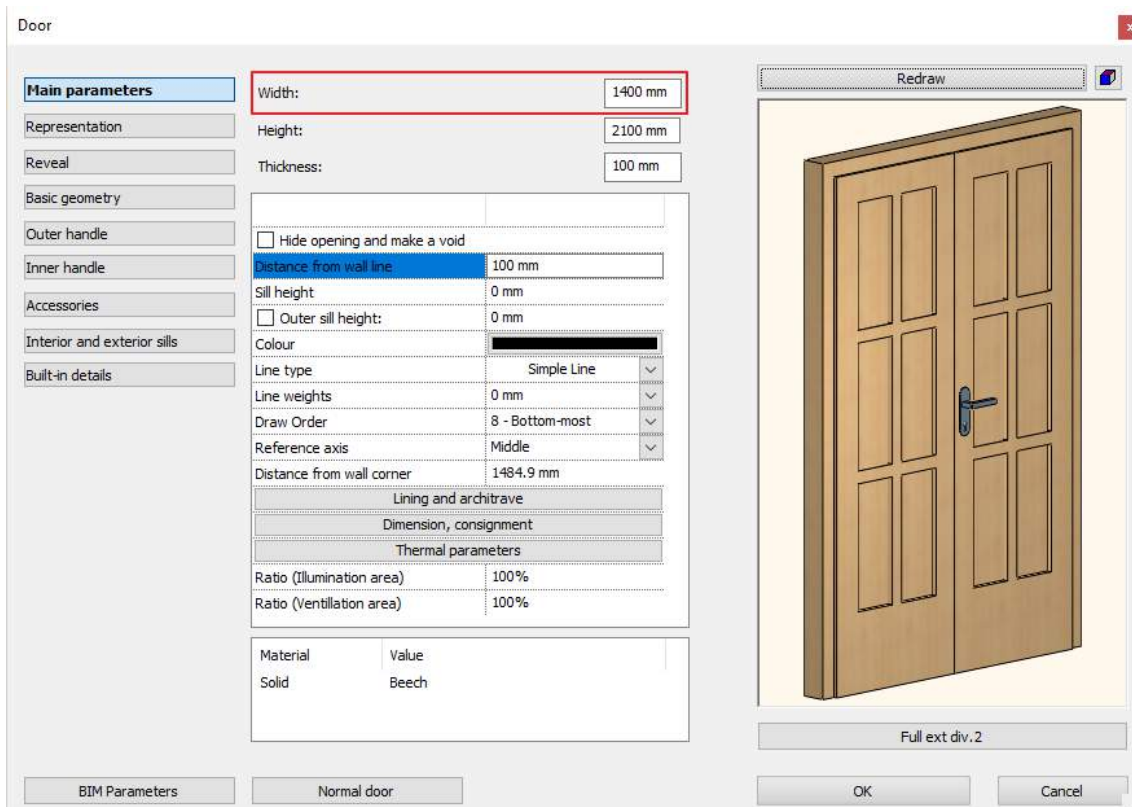 Door
x
Main parameters
Representation
Reveal
Basic geometry
Outer handle
Inner handle
Accessories
Interior and exterior sills
Built-in details
Width: 1400 mm
Height: 2100 mm
Thickness: 100 mm
Hide opening and make a void
Distance from wall line 100 mm
Sill height 0 mm
Outer sill height: 0 mm
Colour
Line type Simple Line
Line weights 0 mm
Draw Order 8 - Bottom-most
Reference axis Middle
Distance from wall corner 1484.9 mm
Lining and architrave
Dimension, consignment
Thermal parameters
Ratio (Illumination area) 100%
Ratio (Ventillation area) 100%
Material Value
Solid Beech
Redraw
Full ext div.2
BIM Parameters
Normal door
OK
Cancel